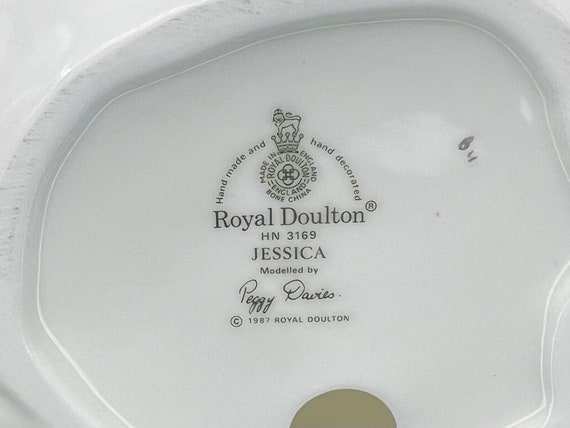 Hand made and hand decorated
MADE IN ENGLAND
ROYAL DOULTON
ENGLAND
BONE CHINA
Royal Doulton®
HN 3169
JESSICA
Modelled by
Peggy Davies.
© 1987 ROYAL DOULTON